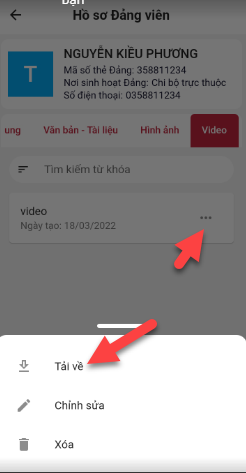 bạn
Hồ sơ Đảng viên
T
NGUYỄN KIỀU PHƯƠNG
Mã số thẻ Đảng: 358811234
Nơi sinh hoạt Đảng: Chi bộ trực thuộc
Số điện thoại: 0358811234
ung
Văn bản - Tài liệu
Hình ảnh
Video
Tìm kiếm từ khóa
video
Ngày tạo: 18/03/2022
Tải về
Chỉnh sửa
Xóa